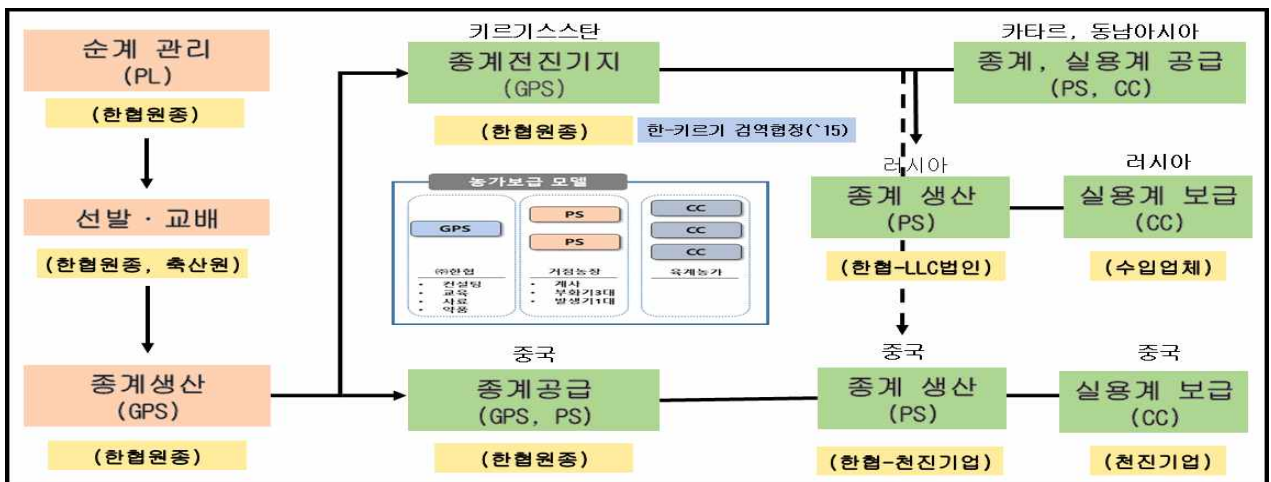 순계 관리
(PL)
(한협원종)
선발 · 교배
(한협원종, 축산원)
종계생산
(GPS)
(한협원종)
키르기스스탄
종계전진기지
(GPS)
(한협원종)
한-키르기 검역협정(`15)
카타르, 동남아시아
종계, 실용계 공급
(PS, CC)
농가보급 모델
GPS
㈜한협
• 컨설팅
• 교육
• 사료
• 약품
PS
PS
거점농장
• 계사
• 부화기3대
• 발생기1대
CC
CC
CC
육계농가
러시아
종계 생산
(PS)
(한협-LLC법인)
러시아
실용계 보급
(CC)
(수입업체)
중국
종계공급
(GPS, PS)
(한협원종)
중국
종계 생산
(PS)
(한협-천진기업)
중국
실용계 보급
(CC)
(천진기업)